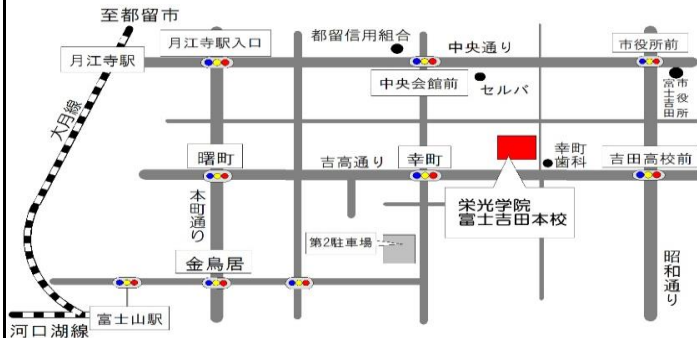 至都留市
月江寺駅
月江寺駅入口
都留信用組合
中央通り
市役所前
中央会館前
セルバ
富士吉田
市役所
大月線
曙町
吉高通り
幸町
幸町
歯科
吉田高校前
本町通り
栄光学院
富士吉田本校
第2駐車場
金鳥居
昭和通り
富士山駅
河口湖線